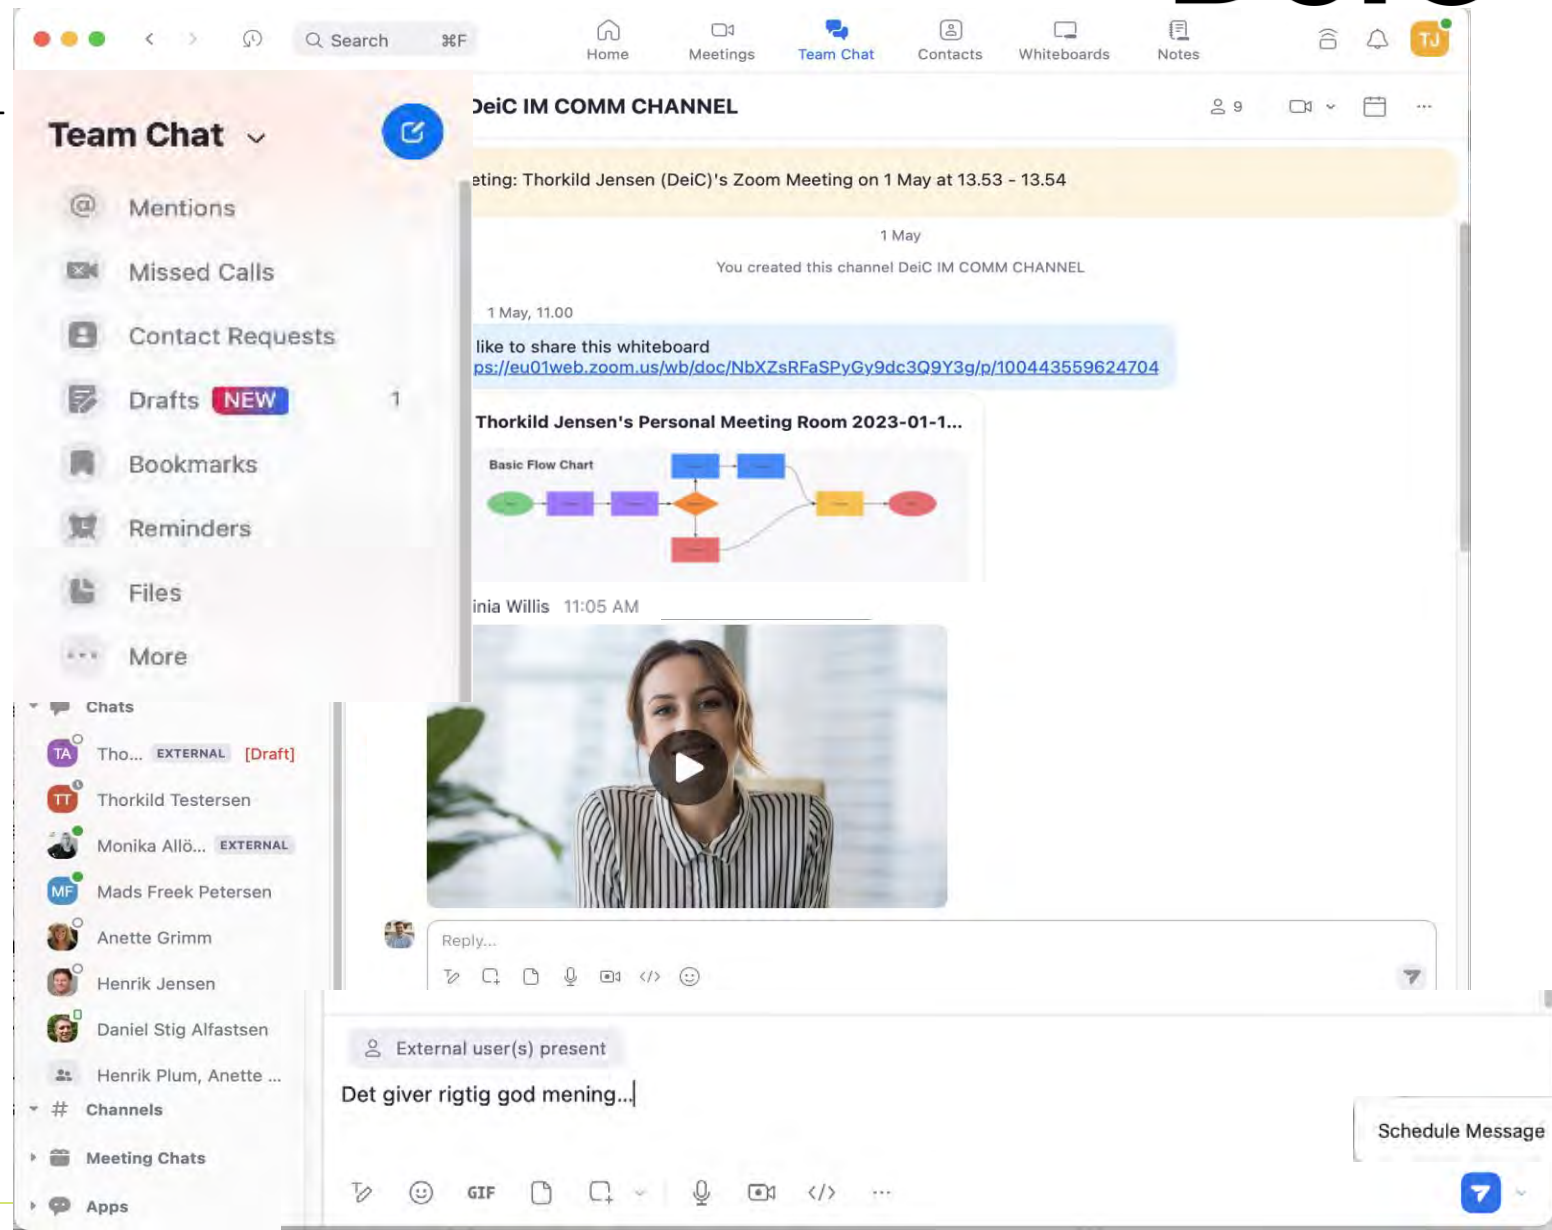 Search ⌘F
Home
Meetings
Team Chat
Contacts
Whiteboards
Notes
TJ
Team Chat
Mentions
Missed Calls
Contact Requests
Drafts NEW 1
Bookmarks
Reminders
Files
More
Chats
TA Tho... EXTERNAL [Draft]
TT Thorkild Testersen
Monika Allö... EXTERNAL
MF Mads Freek Petersen
Anette Grimm
Henrik Jensen
Daniel Stig Alfastsen
Henrik Plum, Anette ...
# Channels
Meeting Chats
Apps
DeiC IM COMM CHANNEL
9
eting: Thorkild Jensen (DeiC)'s Zoom Meeting on 1 May at 13.53 - 13.54
1 May
You created this channel DeiC IM COMM CHANNEL
1 May, 11.00
like to share this whiteboard
ps://eu01web.zoom.us/wb/doc/NbXZsRFaSPyGy9dc3Q9Y3g/p/1004435596247​04
Thorkild Jensen's Personal Meeting Room 2023-01-1...
Basic Flow Chart
inia Willis 11:05 AM
Reply...
External user(s) present
Det giver rigtig god mening...
Schedule Message
GIF